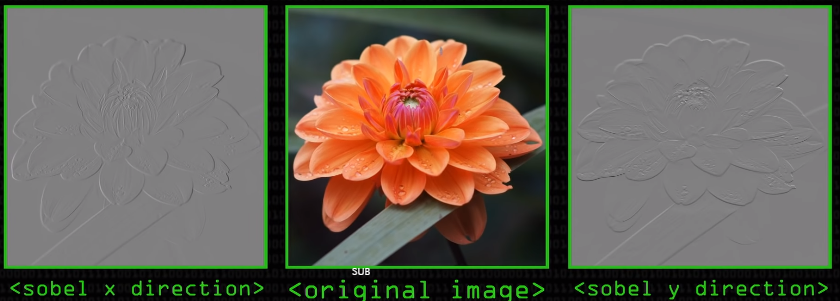 SUB
<sobel x direction>
<original image>
<sobel y direction>